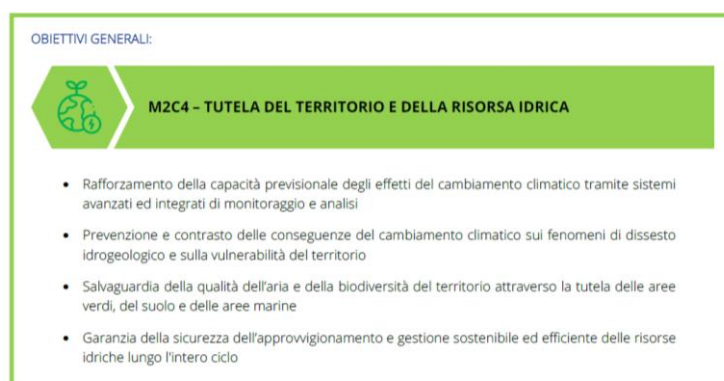 OBIETTIVI GENERALI:
M2C4 – TUTELA DEL TERRITORIO E DELLA RISORSA IDRICA
• Rafforzamento della capacità previsionale degli effetti del cambiamento climatico tramite sistemi
avanzati ed integrati di monitoraggio e analisi
• Prevenzione e contrasto delle conseguenze del cambiamento climatico sui fenomeni di dissesto
idrogeologico e sulla vulnerabilità del territorio
• Salvaguardia della qualità dell'aria e della biodiversità del territorio attraverso la tutela delle aree
verdi, del suolo e delle aree marine
• Garanzia della sicurezza dell'approvvigionamento e gestione sostenibile ed efficiente delle risorse
idriche lungo l'intero ciclo